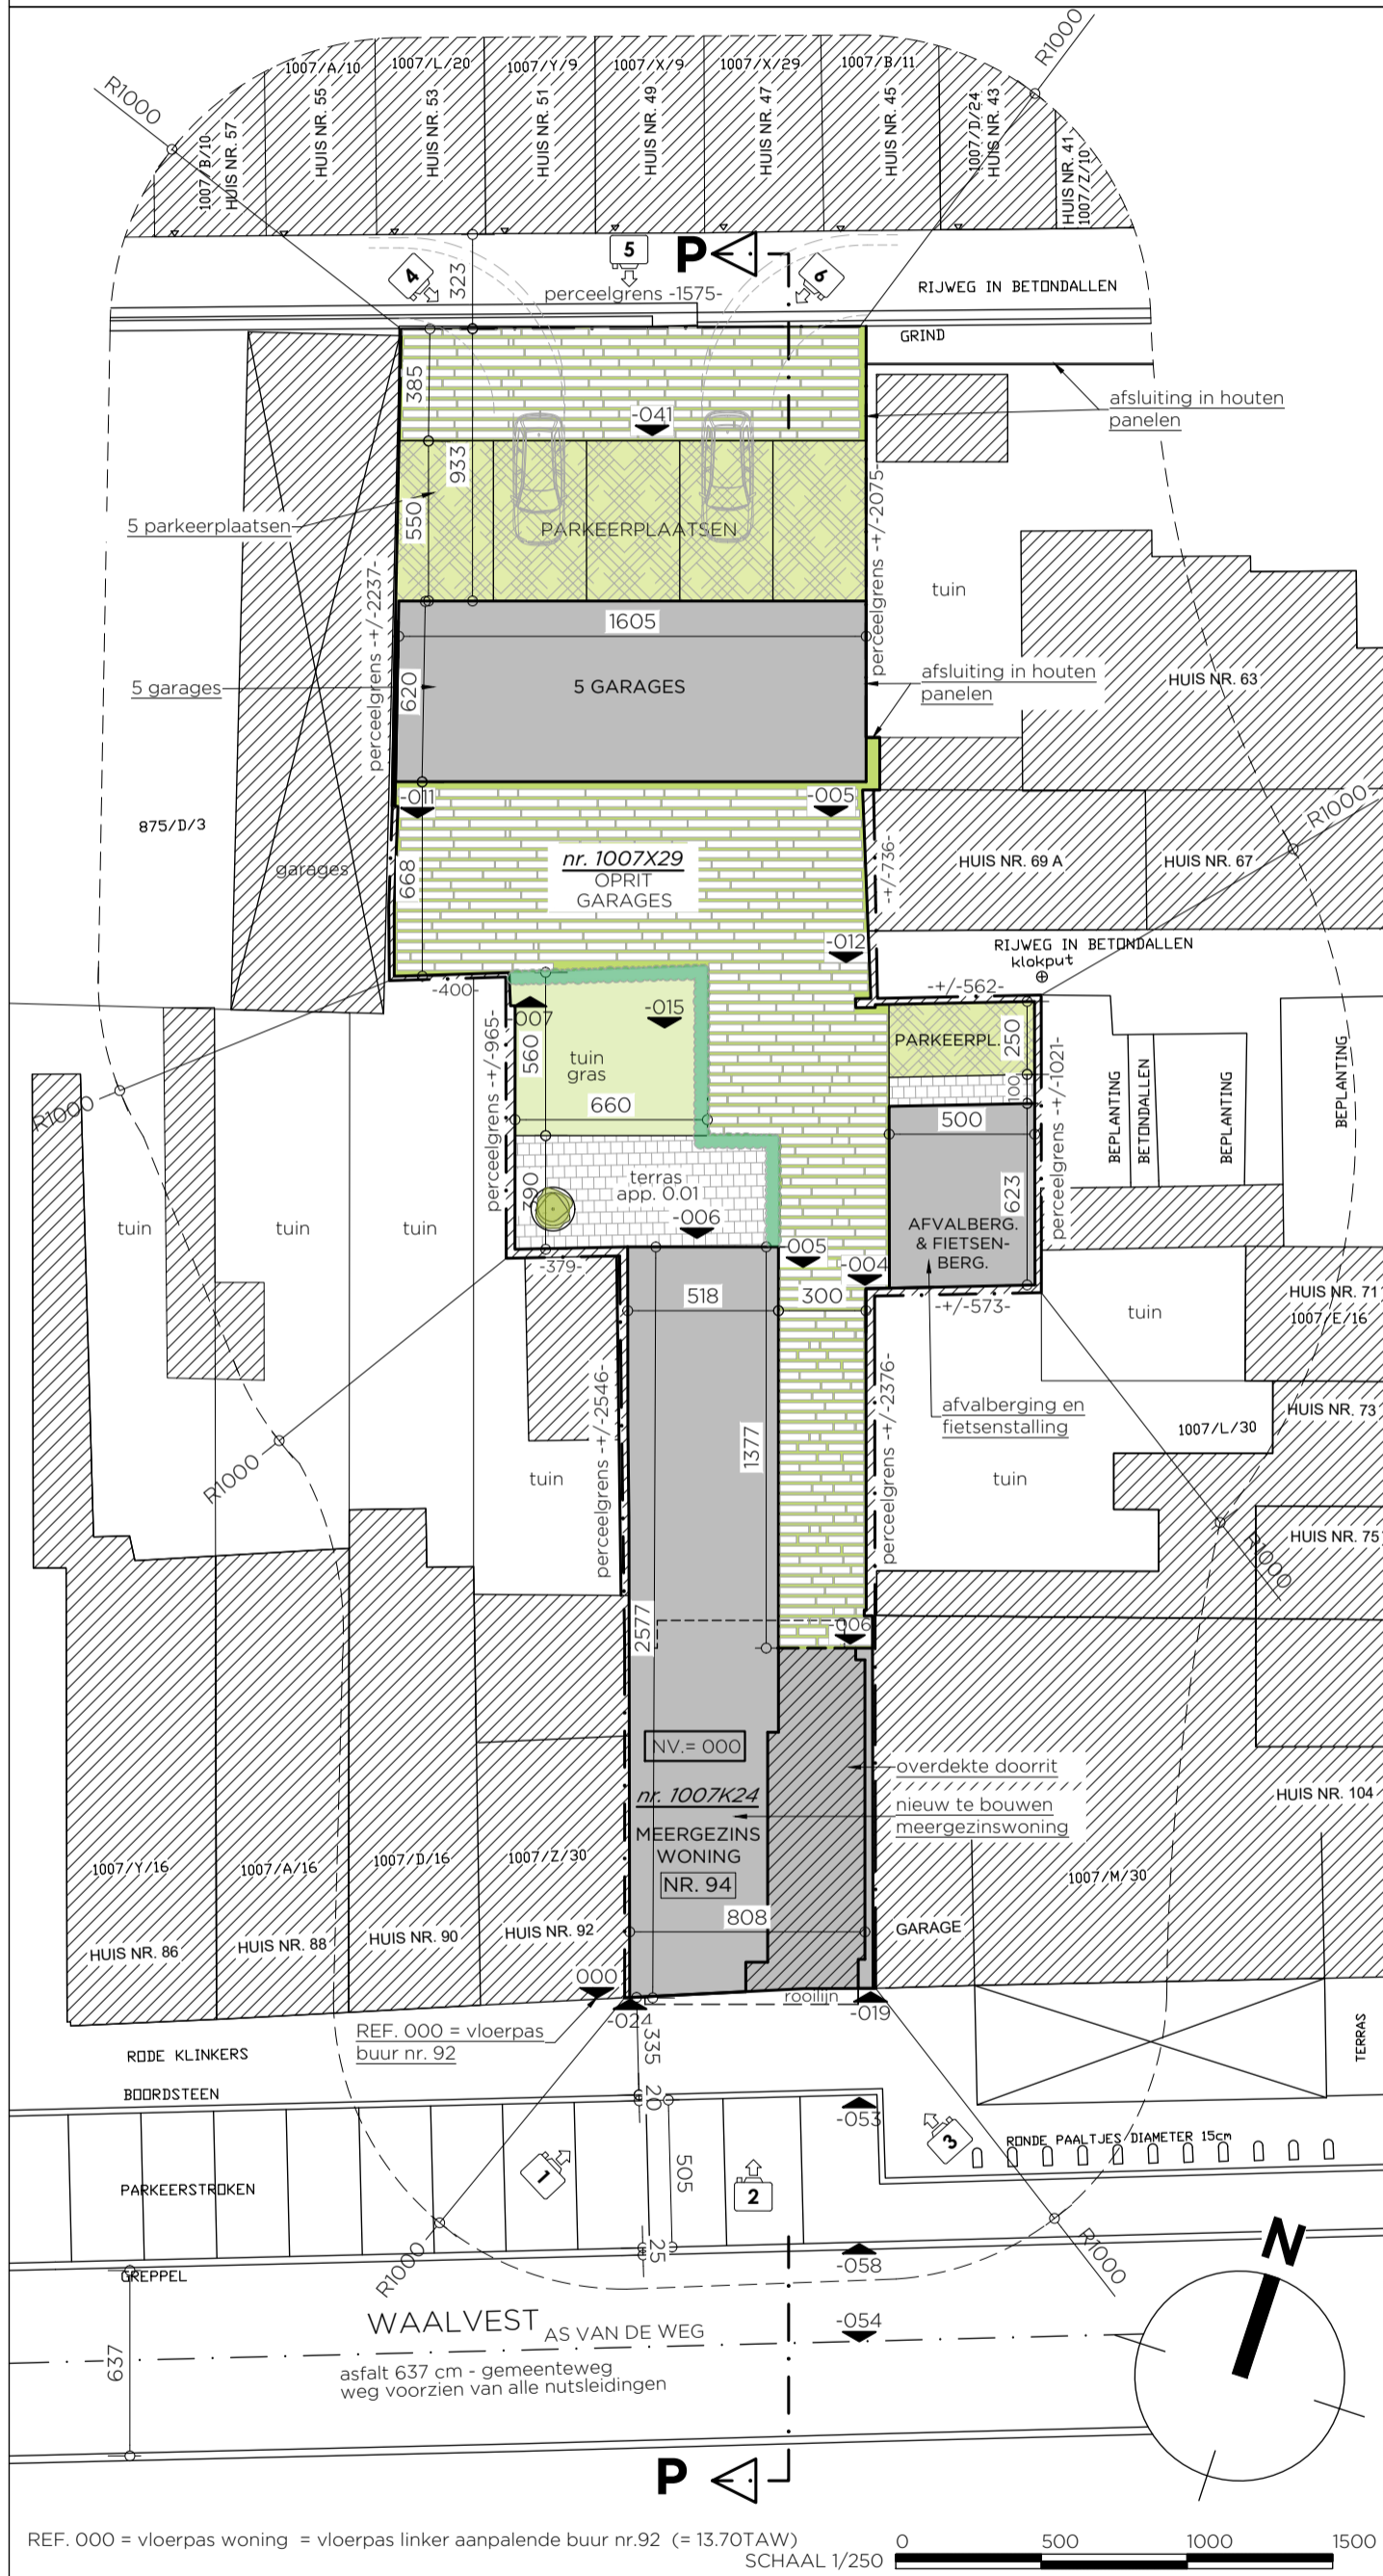 R1000
R1000
1007/B/10
HUIS NR. 57
1007/A/10
HUIS NR. 55
1007/L/20
HUIS NR. 53
1007/Y/9
HUIS NR. 51
1007/X/9
HUIS NR. 49
1007/X/29
HUIS NR. 47
1007/B/11
HUIS NR. 45
1007/D/24
HUIS NR. 43
HUIS NR. 41
1007/Z/10
4
323
5
P
6
perceelgrens -1575-
RIJWEG IN BETONDALLEN
GRIND
385
-041
afsluiting in houten
panelen
933
5 parkeerplaatsen
550
PARKEERPLAATSEN
perceelgrens -+/-2075-
perceelgrens -+/-2237-
tuin
1605
5 garages
620
5 GARAGES
afsluiting in houten
panelen
HUIS NR. 63
-011
-005
R1000
875/D/3
garages
668
nr. 1007X29
OPRIT
GARAGES
-+/-736-
HUIS NR. 69 A
HUIS NR. 67
-012
RIJWEG IN BETONDALLEN
klokput
-400-
-+/-562-
-007
-015
560
tuin
gras
perceelgrens -+/-965-
PARKEERPL.
250
100
perceelgrens -+/-1021-
BEPLANTING
BETONDALLEN
BEPLANTING
BEPLANTING
R1000
660
500
390
terras
app. 0.01
-006
623
AFVALBERG.
& FIETSEN-
BERG.
tuin
tuin
tuin
-005
-004
-379-
518
300
-+/-573-
tuin
HUIS NR. 71
1007/E/16
perceelgrens -+/-2546-
1377
perceelgrens -+/-2376-
afvalberging en
fietsenstalling
HUIS NR. 73
1007/L/30
R1000
tuin
tuin
HUIS NR. 75
R1000
2577
-006
NV.= 000
overdekte doorrit
nr. 1007K24
nieuw te bouwen
meergezinswoning
MEERGEZINS
WONING
NR. 94
HUIS NR. 104
1007/Y/16
1007/A/16
1007/D/16
1007/Z/30
1007/M/30
808
HUIS NR. 86
HUIS NR. 88
HUIS NR. 90
HUIS NR. 92
GARAGE
000
-024
rooilijn
-019
REF. 000 = vloerpas
buur nr. 92
335
TERRAS
RODE KLINKERS
BOORDSTEEN
20
-053
3
RONDE PAALTJES DIAMETER 15cm
1
505
2
PARKEERSTROKEN
25
-058
R1000
R1000
N
GREPPEL
WAALVEST
AS VAN DE WEG
-054
637
asfalt 637 cm - gemeenteweg
weg voorzien van alle nutsleidingen
P
REF. 000 = vloerpas woning = vloerpas linker aanpalende buur nr.92 (= 13.70TAW)
SCHAAL 1/250
0 500 1000 1500